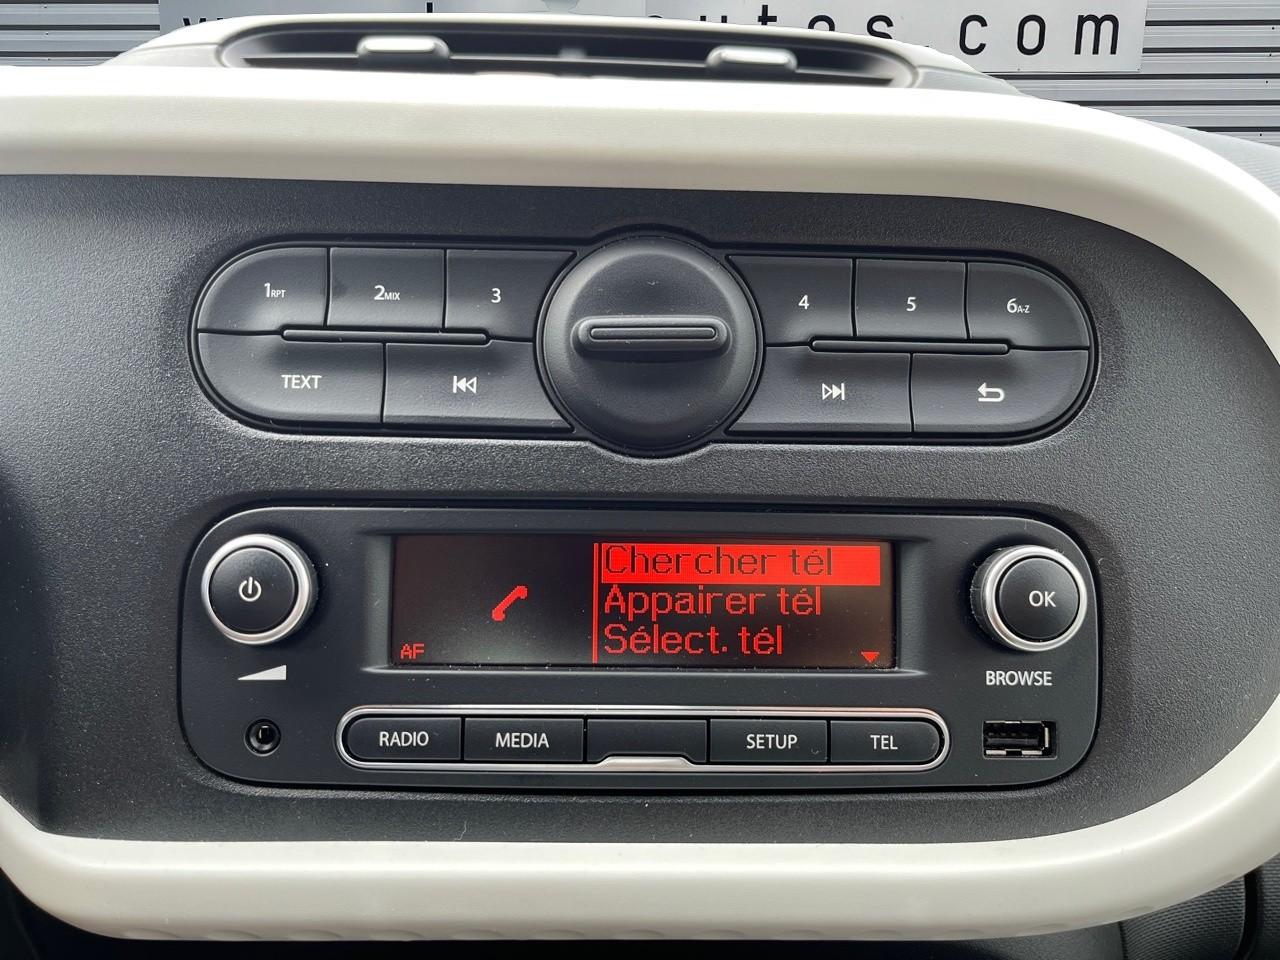 .com
1RPT
2MIX
3
4
5
6A-Z
TEXT
Chercher tél
Appairer tél
Sélect. tél
AF
OK
BROWSE
RADIO
MEDIA
SETUP
TEL